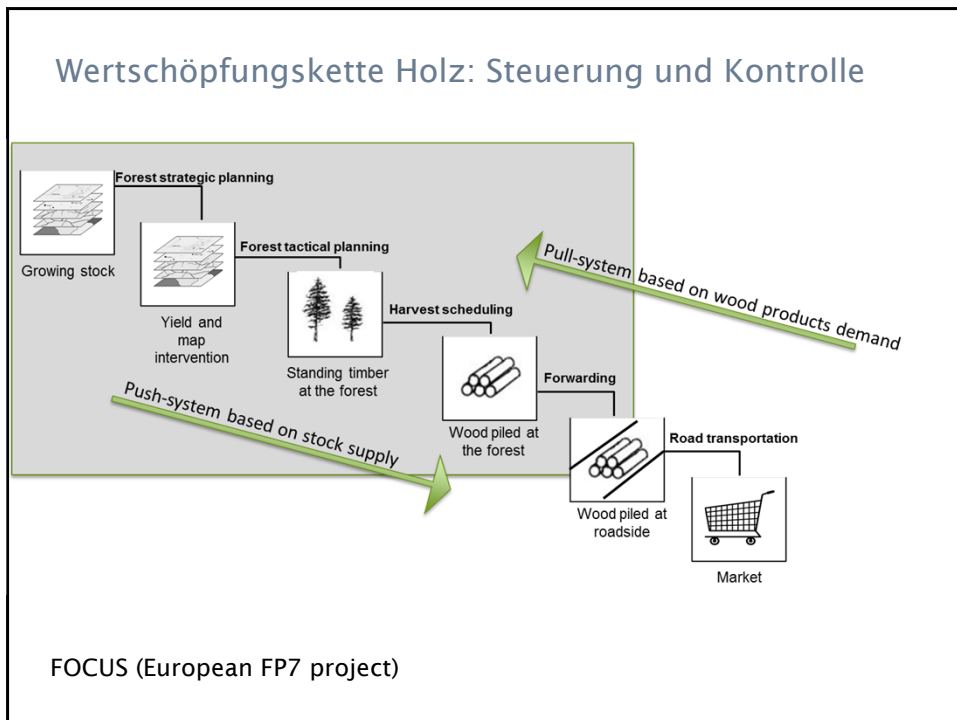 Wertschöpfungskette Holz: Steuerung und Kontrolle
Forest strategic planning
Growing stock
Forest tactical planning
Yield and
map
intervention
Harvest scheduling
Standing timber
at the forest
Pull-system based on wood products demand
Push-system based on stock supply
Forwarding
Wood piled at
the forest
Road transportation
Wood piled at
roadside
Market
FOCUS (European FP7 project)